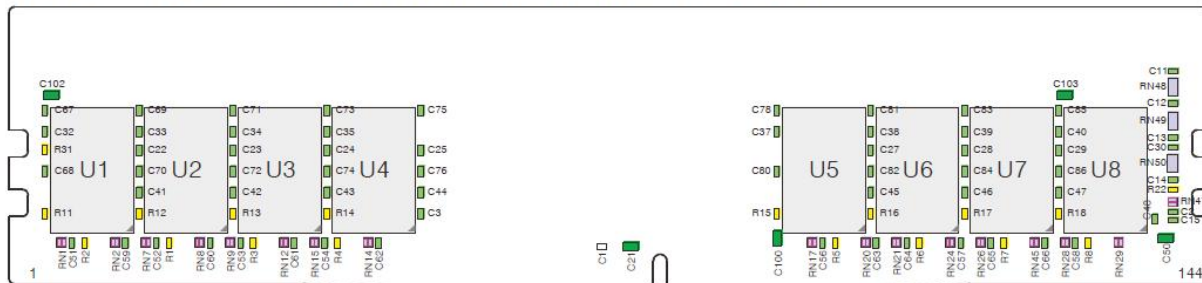 C11
C102
C103
RN48
C12
C67 C69 C71 C73 C75 C78 C81 C83 C85
RN49
C32 C33 C34 C35 C37 C38 C39 C40
C13
R31 C22 C23 C24 C25 C27 C28 C29 C30
U1 U2 U3 U4 U5 U6 U7 U8
RN50
C68 C70 C72 C74 C76 C80 C82 C84 C86
C14
C41 C42 C43 C44 C45 C46 C47 R22
RN4
R11 R12 R13 R14 C3 R15 R16 R17 R18 C48
C15
RN1 C51 R2 RN2 C59 RN7 C52 R1 RN8 C60 RN9 C53 R3 RN12 C61 RN15 C54 R4 RN14 C62 C1 C21 C100 RN17 C56 R5 RN20 C63 RN21 C64 R6 RN24 C57 RN26 C65 R7 RN45 C66 RN28 C58 R8 RN29 C50
1 144